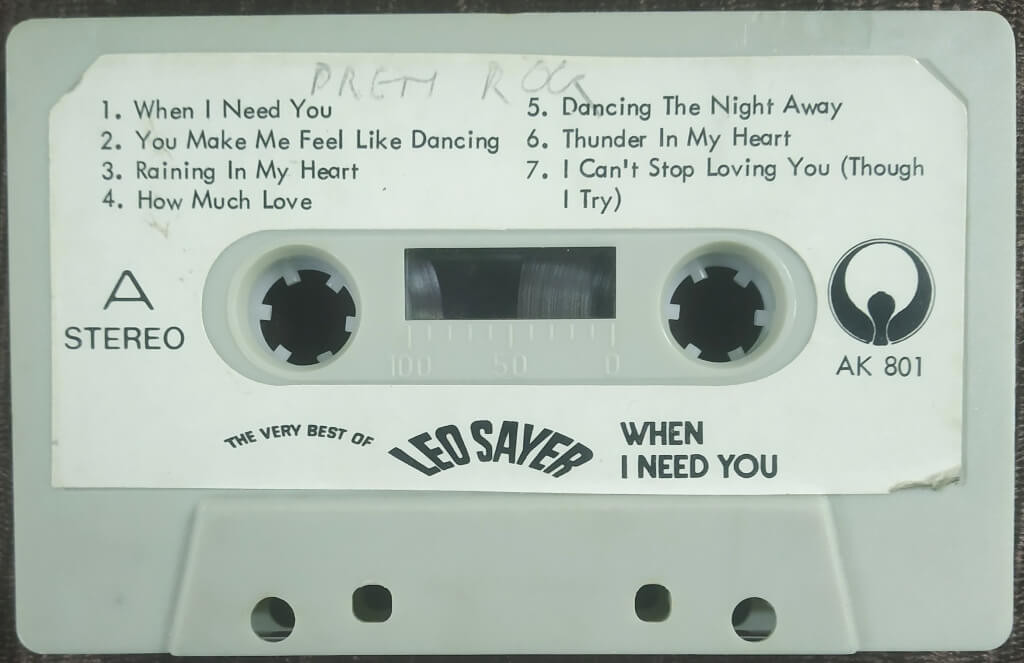 1. When I Need You
2. You Make Me Feel Like Dancing
3. Raining In My Heart
4. How Much Love
5. Dancing The Night Away
6. Thunder In My Heart
7. I Can't Stop Loving You (Though
I Try)
A
STEREO
100 50 0
AK 801
THE VERY BEST OF LEO SAYER
WHEN
I NEED YOU